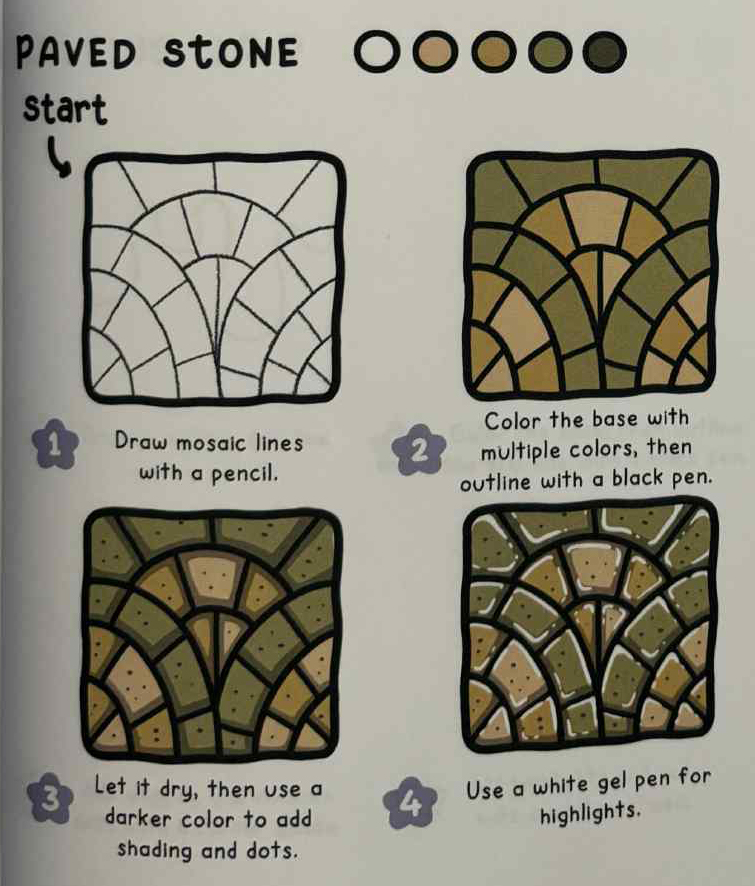 PAVED STONE
start
1
Draw mosaic lines
with a pencil.
2
Color the base with
multiple colors, then
outline with a black pen.
3
Let it dry, then use a
darker color to add
shading and dots.
4
Use a white gel pen for
highlights.